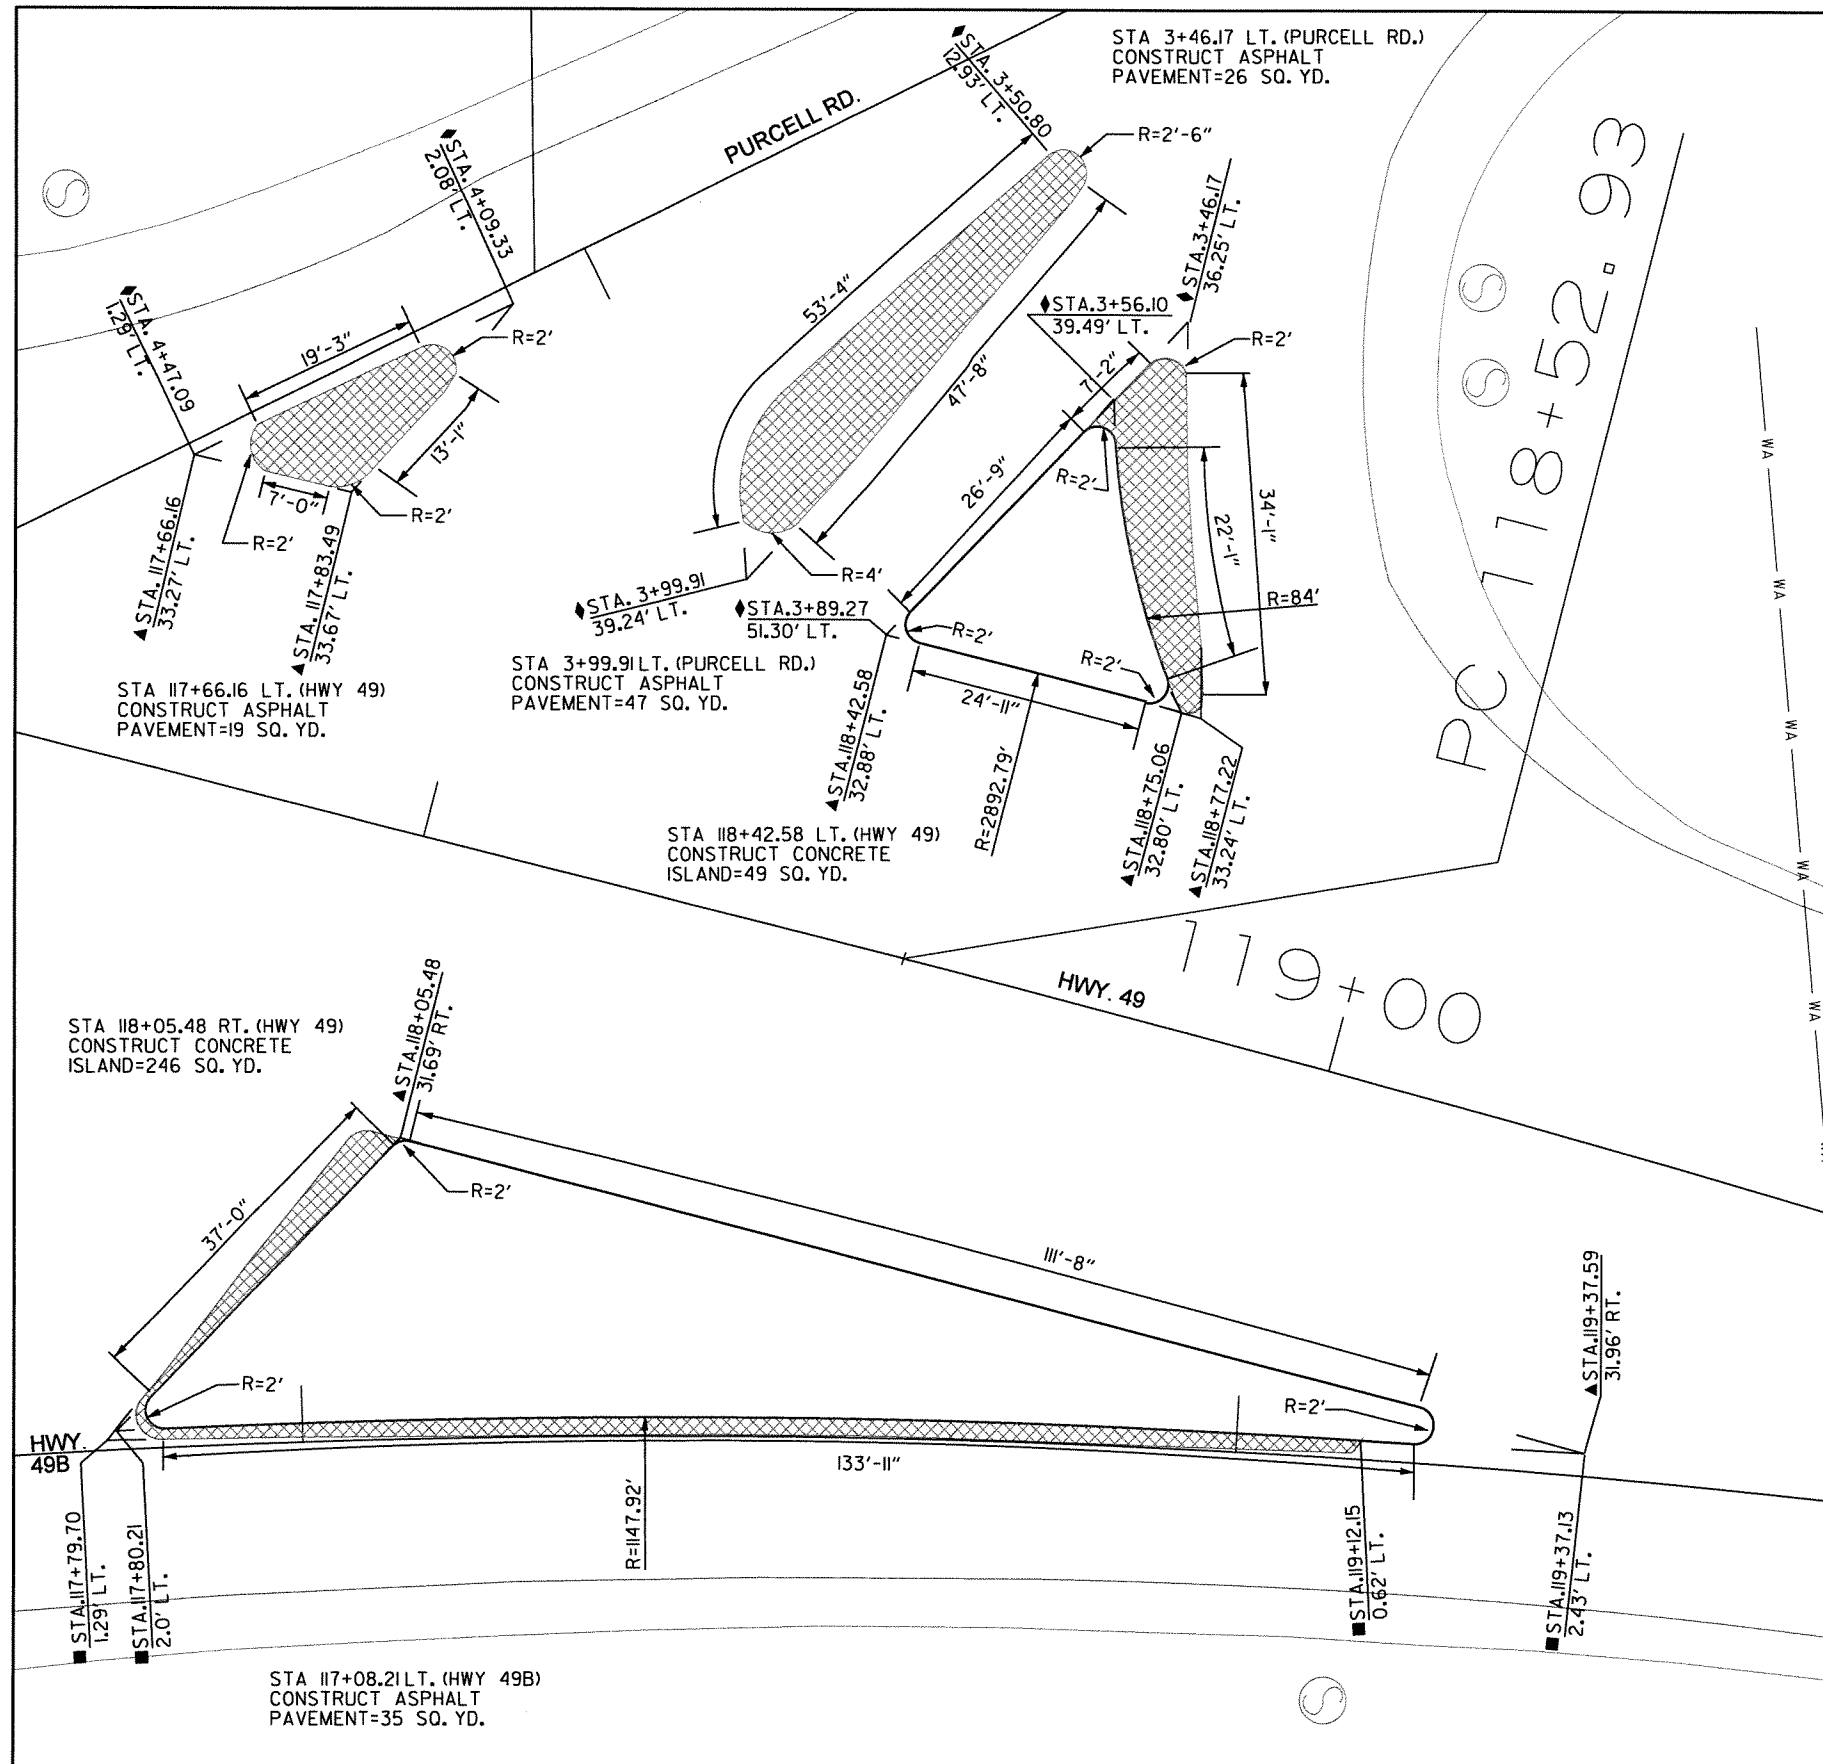 STA 3+46.17 LT. (PURCELL RD.)
CONSTRUCT ASPHALT
PAVEMENT=26 SQ. YD.
◆STA. 3+50.80
12.93' LT.
PURCELL RD.
R=2'-6"
◆STA. 4+09.33
2.08' LT.
S
◆STA.3+46.17
36.25' LT.
PC 118+52.93
S
S
S
S
◆STA. 4+47.09
1.29' LT.
19'-3"
R=2'
53'-4"
47'-8"
◆STA.3+56.10
39.49' LT.
7'-2"
R=2'
13'-1"
7'-0"
R=2'
R=2'
26'-9"
R=2'
34'-1"
22'-1"
WA
WA
WA
WA
WA
▲STA. 117+66.16
33.27' LT.
▲STA. 117+83.49
33.67' LT.
R=4'
◆STA. 3+99.91
39.24' LT.
◆STA.3+89.27
51.30' LT.
R=2'
R=84'
R=2'
24'-11"
STA 117+66.16 LT. (HWY 49)
CONSTRUCT ASPHALT
PAVEMENT=19 SQ. YD.
STA 3+99.91 LT. (PURCELL RD.)
CONSTRUCT ASPHALT
PAVEMENT=47 SQ. YD.
▲STA.118+42.58
32.88' LT.
R=2892.79'
▲STA.118+75.06
32.80' LT.
▲STA.118+77.22
33.24' LT.
STA 118+42.58 LT. (HWY 49)
CONSTRUCT CONCRETE
ISLAND=49 SQ. YD.
119+00
HWY. 49
STA 118+05.48 RT. (HWY 49)
CONSTRUCT CONCRETE
ISLAND=246 SQ. YD.
▲STA.118+05.48
31.69' RT.
R=2'
37'-0"
111'-8"
▲STA.119+37.59
31.96' RT.
R=2'
R=2'
HWY.
49B
133'-11"
R=1147.92'
■STA.117+79.70
1.29' LT.
■STA.117+80.21
2.0' LT.
■STA.119+12.15
0.62' LT.
■STA.119+37.13
2.43' LT.
STA 117+08.21 LT. (HWY 49B)
CONSTRUCT ASPHALT
PAVEMENT=35 SQ. YD.
S